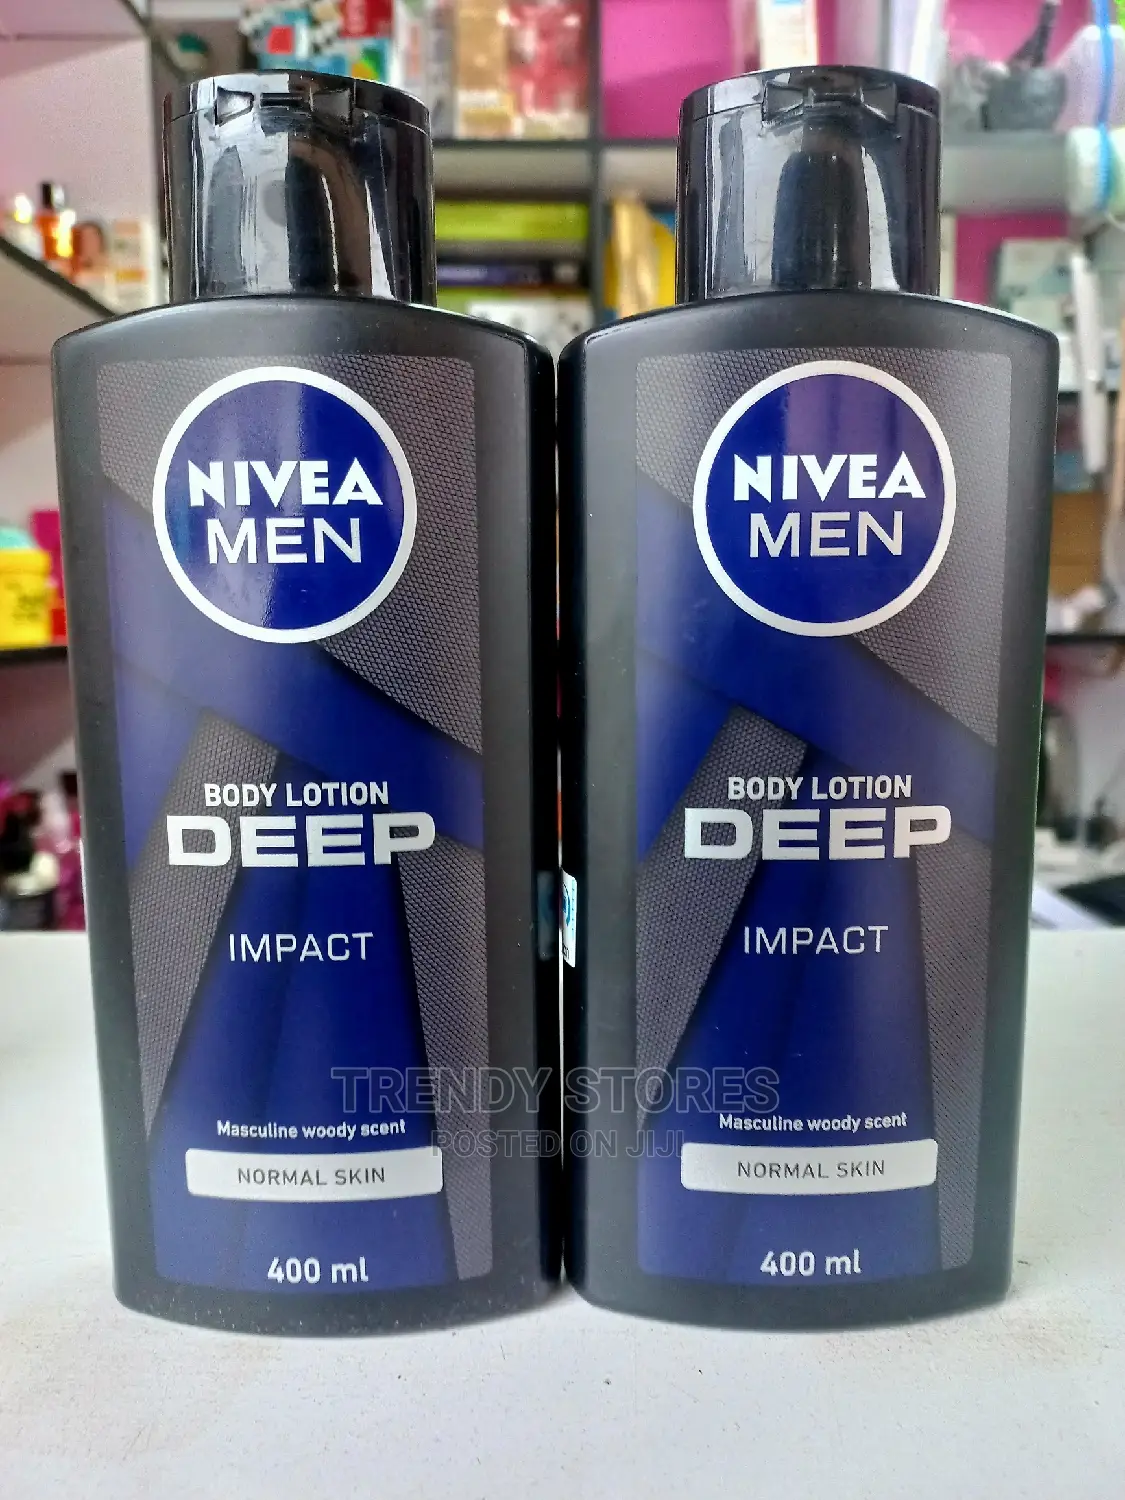 NIVEA
MEN
BODY LOTION
DEEP
IMPACT
Masculine woody scent
NORMAL SKIN
400 ml
NIVEA
MEN
BODY LOTION
DEEP
IMPACT
Masculine woody scent
NORMAL SKIN
400 ml
TRENDY STORES
POSTED ON JIJI